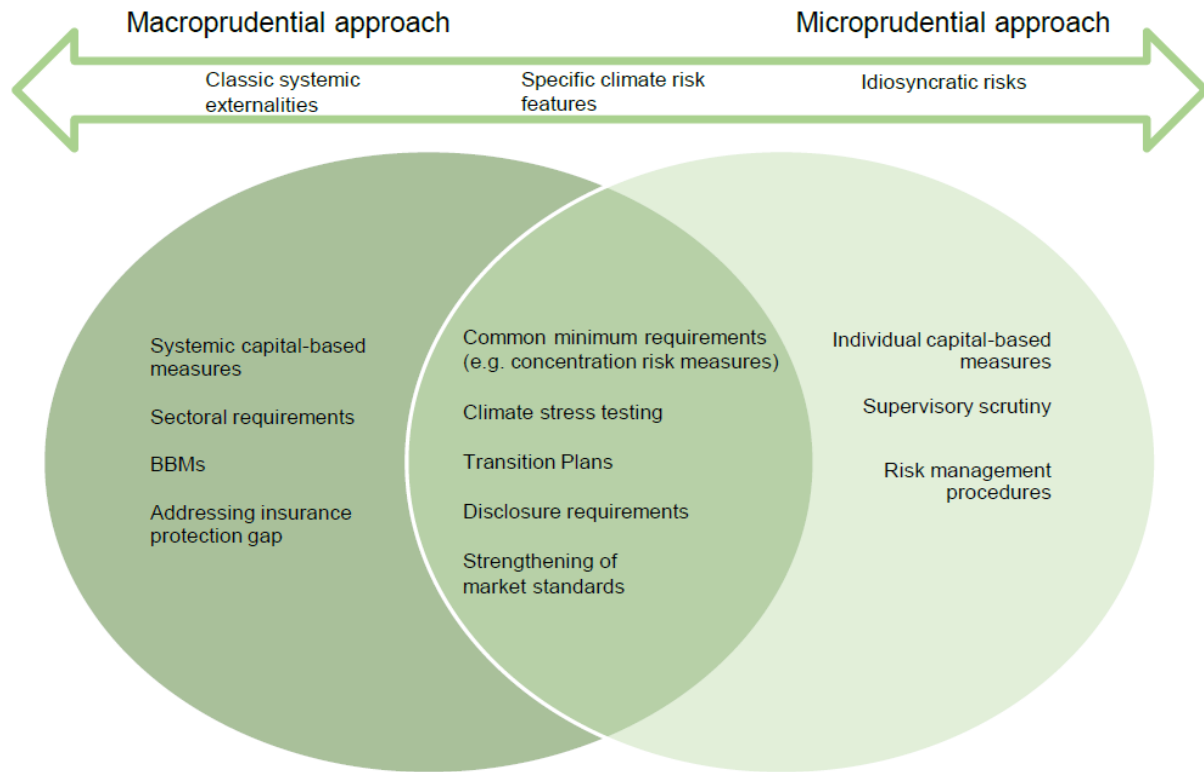 Macroprudential approach
Microprudential approach
Classic systemic
externalities
Specific climate risk
features
Idiosyncratic risks
Systemic capital-based
measures
Sectoral requirements
BBMs
Addressing insurance
protection gap
Common minimum requirements
(e.g. concentration risk measures)
Climate stress testing
Transition Plans
Disclosure requirements
Strengthening of
market standards
Individual capital-based
measures
Supervisory scrutiny
Risk management
procedures